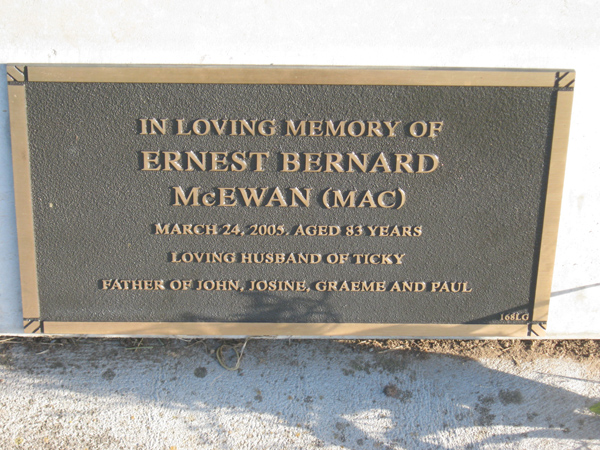 IN LOVING MEMORY OF
ERNEST BERNARD
McEWAN (MAC)
MARCH 24, 2005. AGED 83 YEARS
LOVING HUSBAND OF TICKY
FATHER OF JOHN, JOSINE, GRAEME AND PAUL
168LG